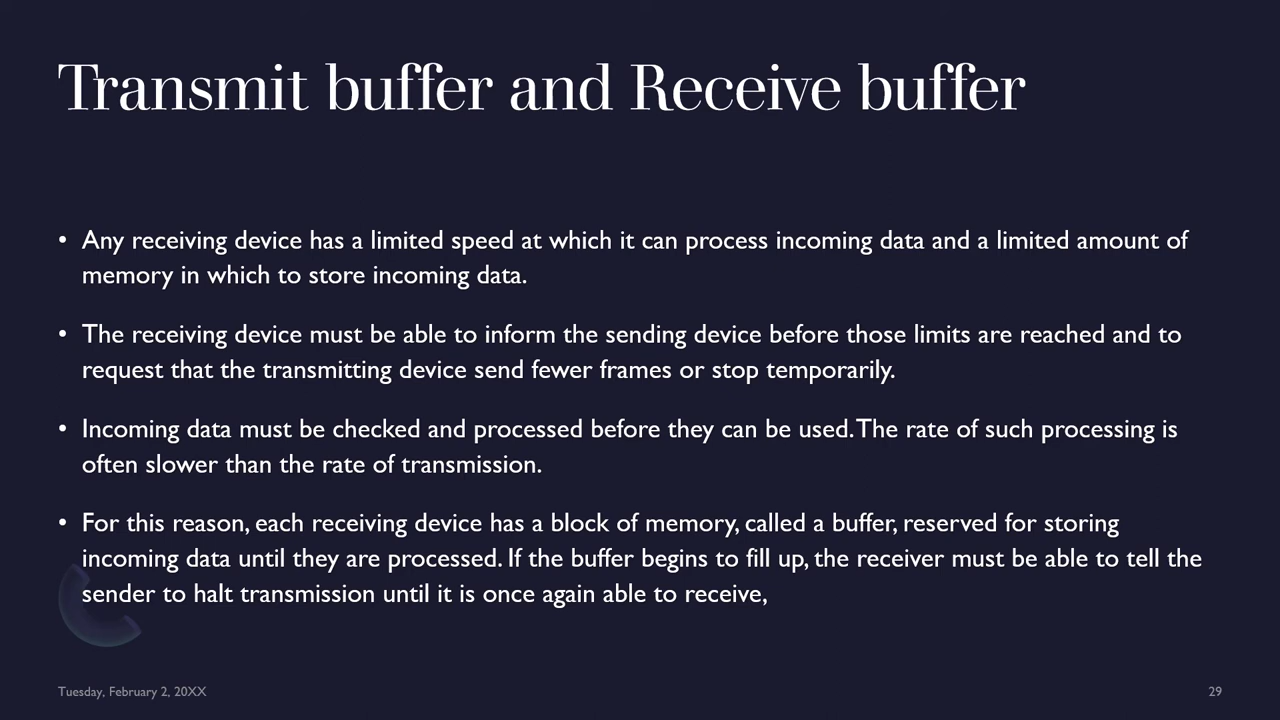 Transmit buffer and Receive buffer
• Any receiving device has a limited speed at which it can process incoming data and a limited amount of
memory in which to store incoming data.
• The receiving device must be able to inform the sending device before those limits are reached and to
request that the transmitting device send fewer frames or stop temporarily.
• Incoming data must be checked and processed before they can be used. The rate of such processing is
often slower than the rate of transmission.
• For this reason, each receiving device has a block of memory, called a buffer, reserved for storing
incoming data until they are processed. If the buffer begins to fill up, the receiver must be able to tell the
sender to halt transmission until it is once again able to receive,
Tuesday, February 2, 20XX
29